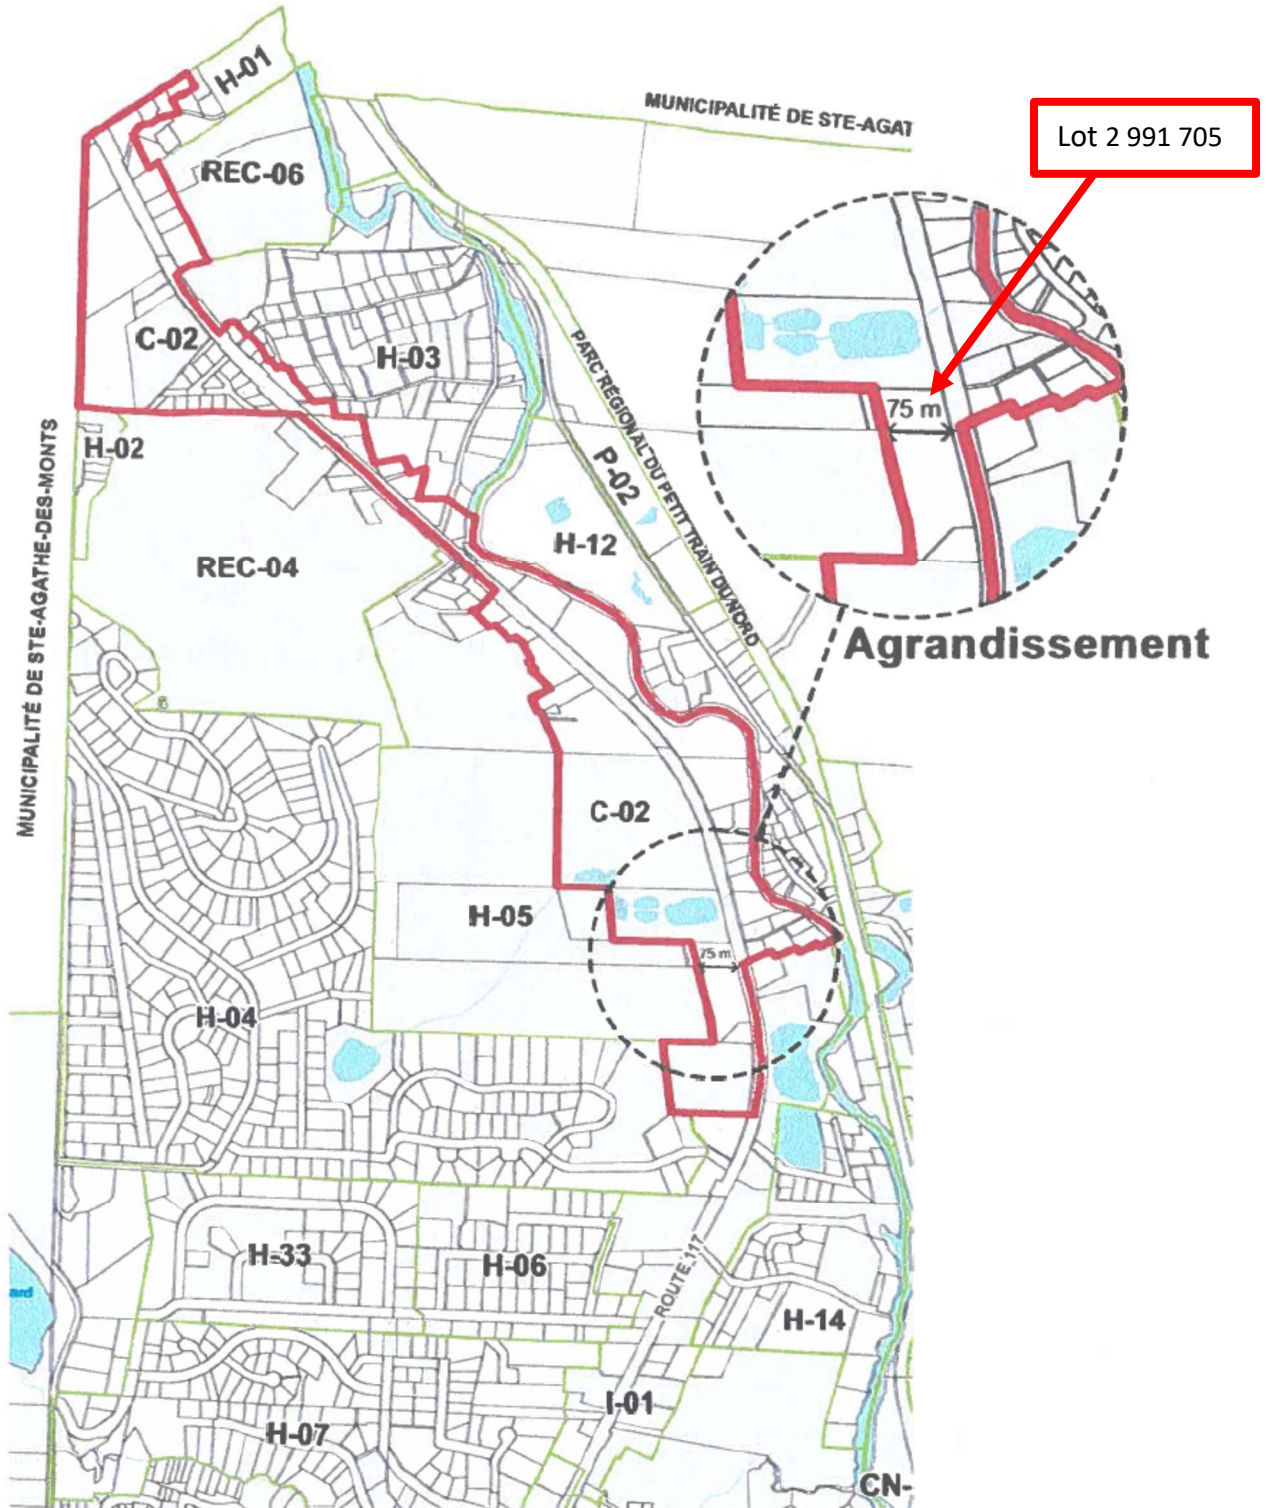 H-01
MUNICIPALITÉ DE STE-AGAT
Lot 2 991 705
REC-06
C-02
H-03
PARC RÉGIONAL DU PETIT TRAIN DU NORD
75 m
H-02
P-02
MUNICIPALITÉ DE STE-AGATHE-DES-MONTS
H-12
REC-04
Agrandissement
C-02
H-05
75 m
H-04
H-33
H-06
ROUTE 117
ard
H-14
I-01
H-07
CN-